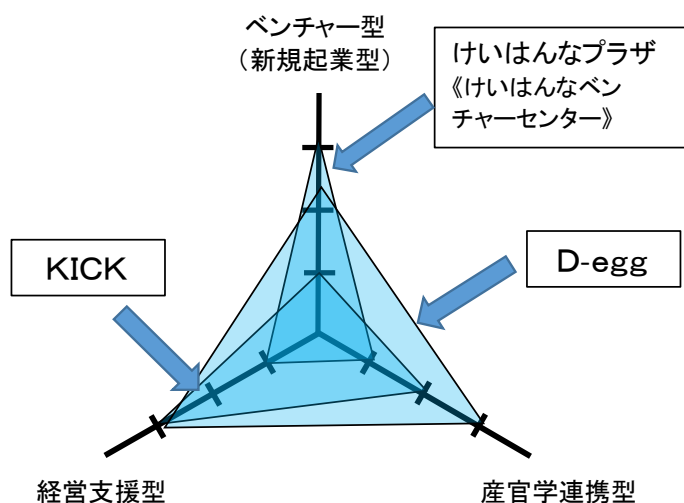 ベンチャー型
（新規起業型）
けいはんなプラザ
《けいはんなベン
チャーセンター》
KICK
D-egg
経営支援型
産官学連携型